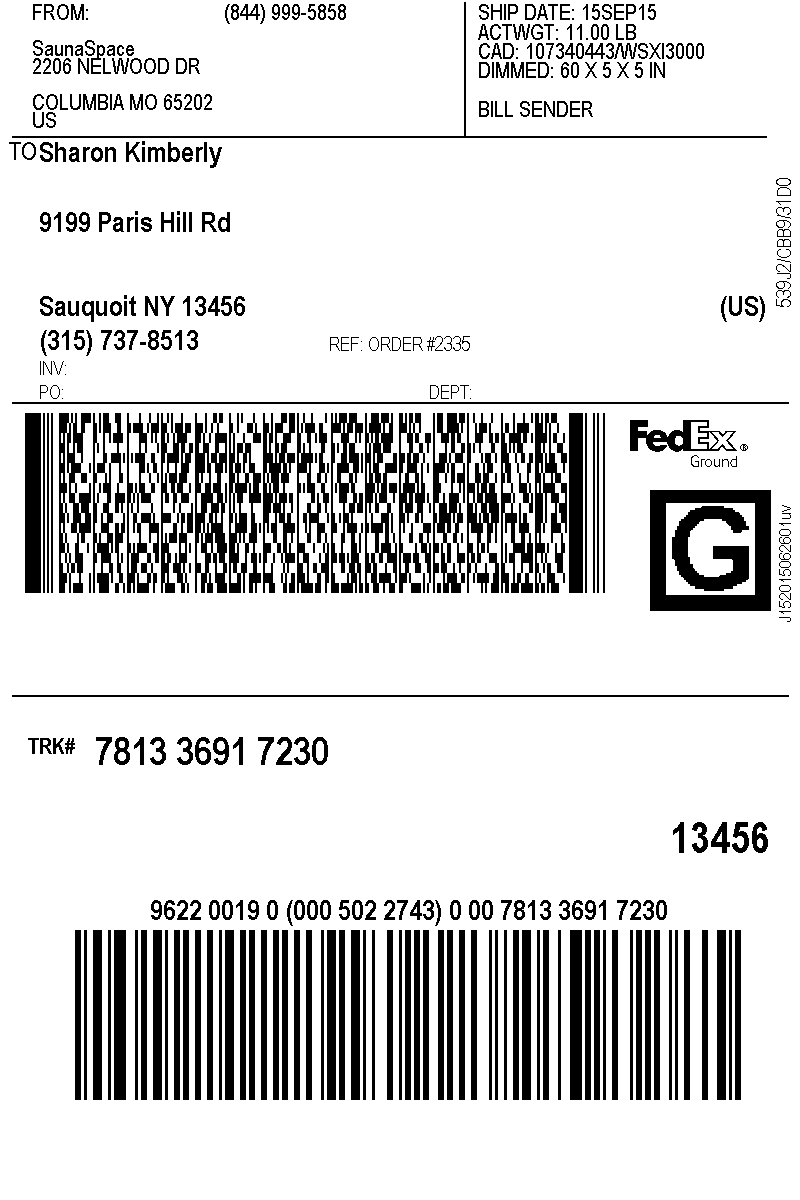 FROM: (844) 999-5858
SaunaSpace
2206 NELWOOD DR
COLUMBIA MO 65202
US
SHIP DATE: 15SEP15
ACTWGT: 11.00 LB
CAD: 107340443/WSXI3000
DIMMED: 60 X 5 X 5 IN
BILL SENDER
TO Sharon Kimberly
9199 Paris Hill Rd
Sauquoit NY 13456 (US)
(315) 737-8513 REF: ORDER #2335
INV:
PO: DEPT:
539J2/CBB9/31D0
FedEx®
Ground
G
J152015062601uv
TRK# 7813 3691 7230
13456
9622 0019 0 (000 502 2743) 0 00 7813 3691 7230